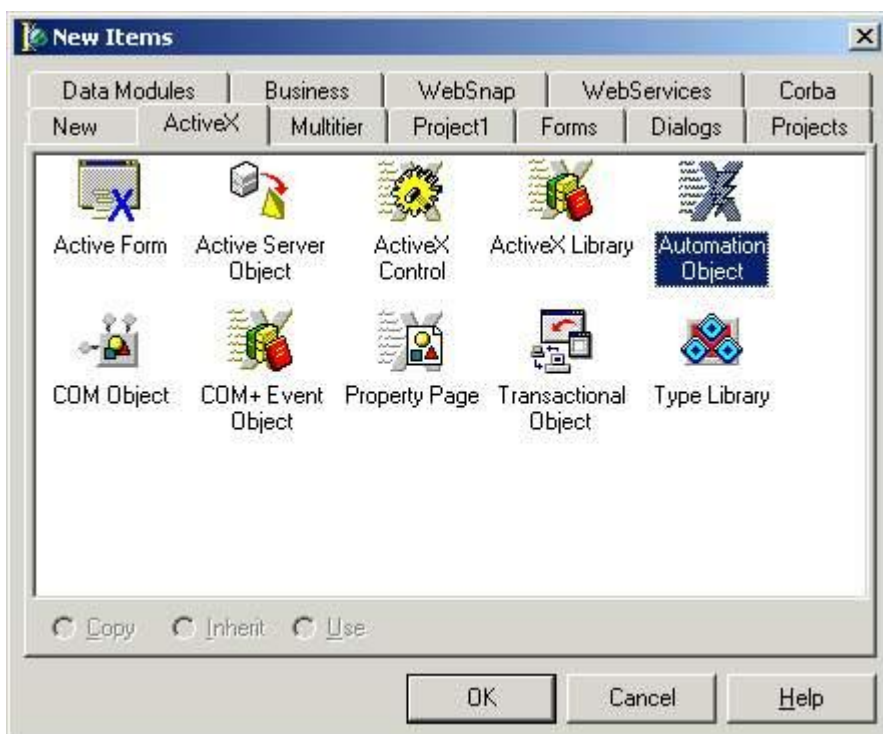 New Items
Data Modules Business WebSnap WebServices Corba
New ActiveX Multitier Project1 Forms Dialogs Projects
Active Form Active Server Object ActiveX Control ActiveX Library Automation Object
COM Object COM+ Event Object Property Page Transactional Object Type Library
Copy Inherit Use
OK Cancel Help